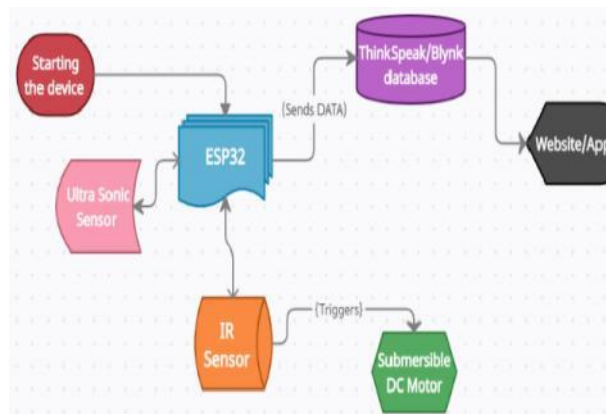 Starting
the device
ThinkSpeak/Blynk
database
(Sends DATA)
ESP32
Website/App
Ultra Sonic
Sensor
IR
Sensor
(Triggers)
Submersible
DC Motor